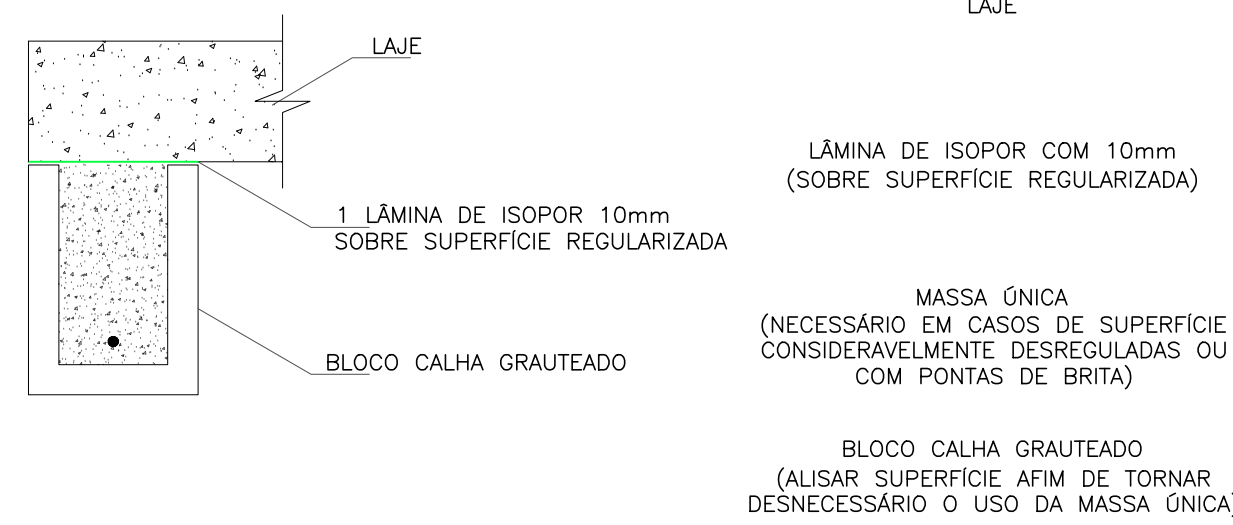 LAJE
1 LÂMINA DE ISOPOR 10mm
SOBRE SUPERFÍCIE REGULARIZADA
BLOCO CALHA GRAUTEADO
LAJE
LÂMINA DE ISOPOR COM 10mm
(SOBRE SUPERFÍCIE REGULARIZADA)
MASSA ÚNICA
(NECESSÁRIO EM CASOS DE SUPERFÍCIE
CONSIDERAVELMENTE DESREGULADAS OU
COM PONTAS DE BRITA)
BLOCO CALHA GRAUTEADO
(ALISAR SUPERFÍCIE AFIM DE TORNAR
DESNECESSÁRIO O USO DA MASSA ÚNICA)